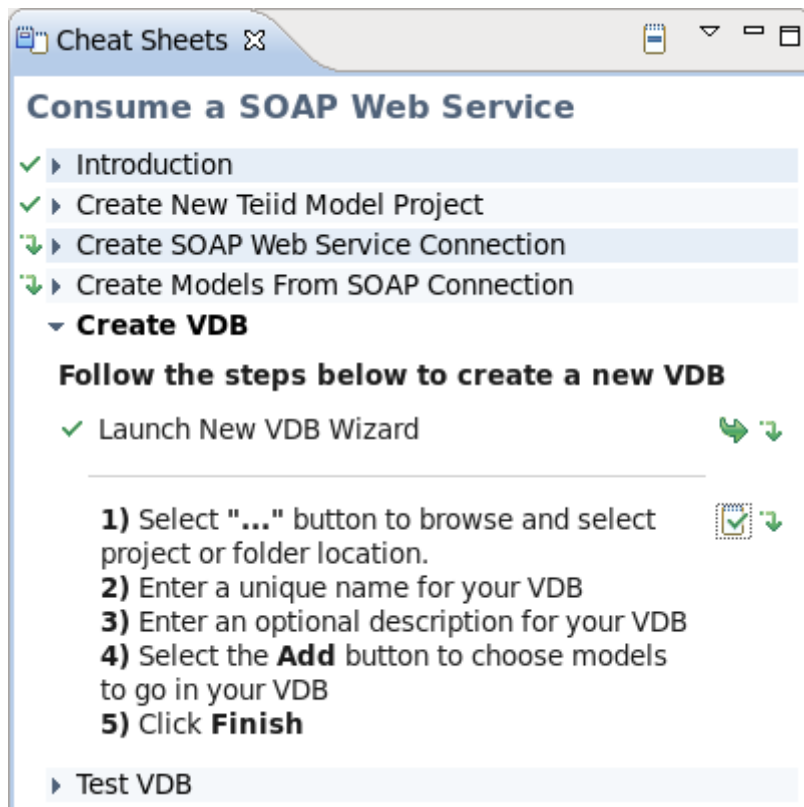 Cheat Sheets
Consume a SOAP Web Service
Introduction
Create New Teiid Model Project
Create SOAP Web Service Connection
Create Models From SOAP Connection
Create VDB
Follow the steps below to create a new VDB
Launch New VDB Wizard
1) Select "..." button to browse and select
project or folder location.
2) Enter a unique name for your VDB
3) Enter an optional description for your VDB
4) Select the Add button to choose models
to go in your VDB
5) Click Finish
Test VDB